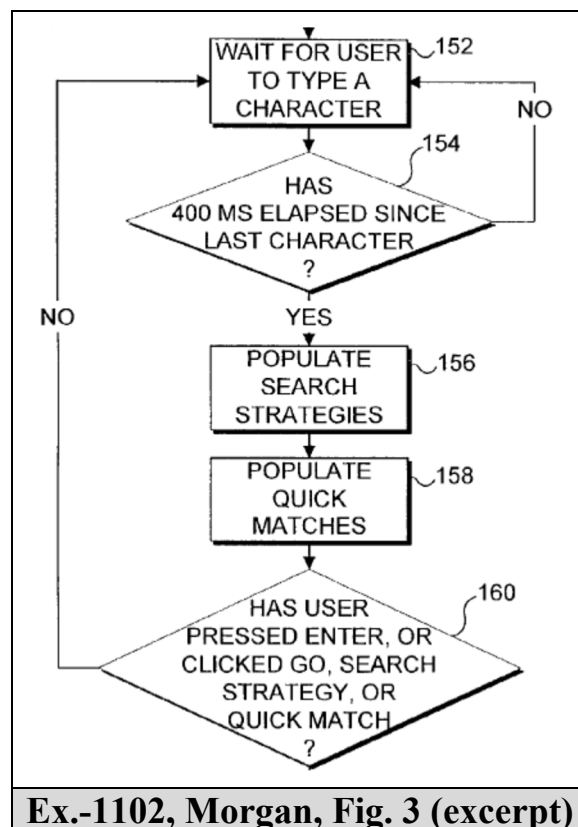 WAIT FOR USER
TO TYPE A
CHARACTER
152
NO
154
HAS
400 MS ELAPSED SINCE
LAST CHARACTER
?
NO
YES
POPULATE
SEARCH
STRATEGIES
156
POPULATE
QUICK
MATCHES
158
160
HAS USER
PRESSED ENTER, OR
CLICKED GO, SEARCH
STRATEGY, OR
QUICK MATCH
?
Ex.-1102, Morgan, Fig. 3 (excerpt)